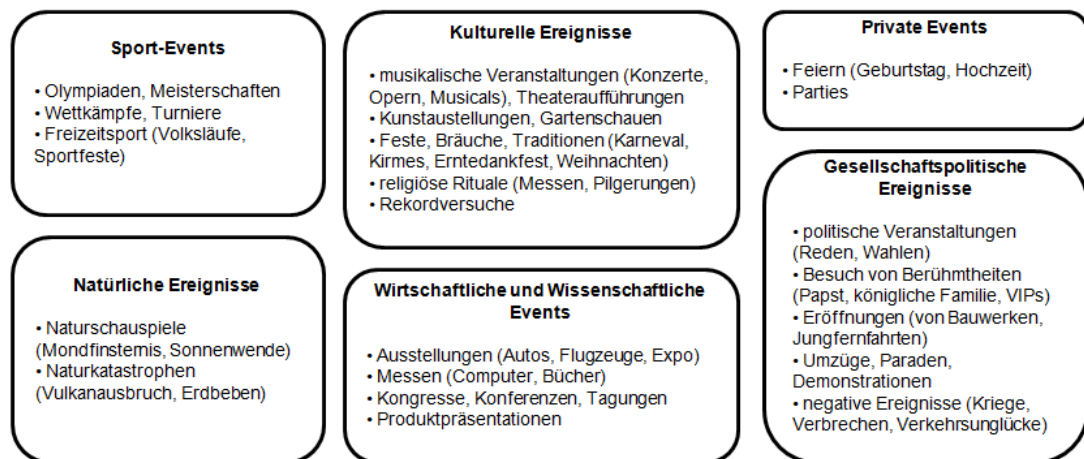 Sport-Events
• Olympiaden, Meisterschaften
• Wettkämpfe, Turniere
• Freizeitsport (Volksläufe,
Sportfeste)
Kulturelle Ereignisse
• musikalische Veranstaltungen (Konzerte,
Opern, Musicals), Theateraufführungen
• Kunstaustellungen, Gartenschauen
• Feste, Bräuche, Traditionen (Karneval,
Kirmes, Erntedankfest, Weihnachten)
• religiöse Rituale (Messen, Pilgerungen)
• Rekordversuche
Private Events
• Feiern (Geburtstag, Hochzeit)
• Parties
Natürliche Ereignisse
• Naturschauspiele
(Mondfinsternis, Sonnenwende)
• Naturkatastrophen
(Vulkanausbruch, Erdbeben)
Wirtschaftliche und Wissenschaftliche
Events
• Ausstellungen (Autos, Flugzeuge, Expo)
• Messen (Computer, Bücher)
• Kongresse, Konferenzen, Tagungen
• Produktpräsentationen
Gesellschaftspolitische
Ereignisse
• politische Veranstaltungen
(Reden, Wahlen)
• Besuch von Berühmtheiten
(Papst, königliche Familie, VIPs)
• Eröffnungen (von Bauwerken,
Jungfernfahrten)
• Umzüge, Paraden,
Demonstrationen
• negative Ereignisse (Kriege,
Verbrechen, Verkehrsunglücke)